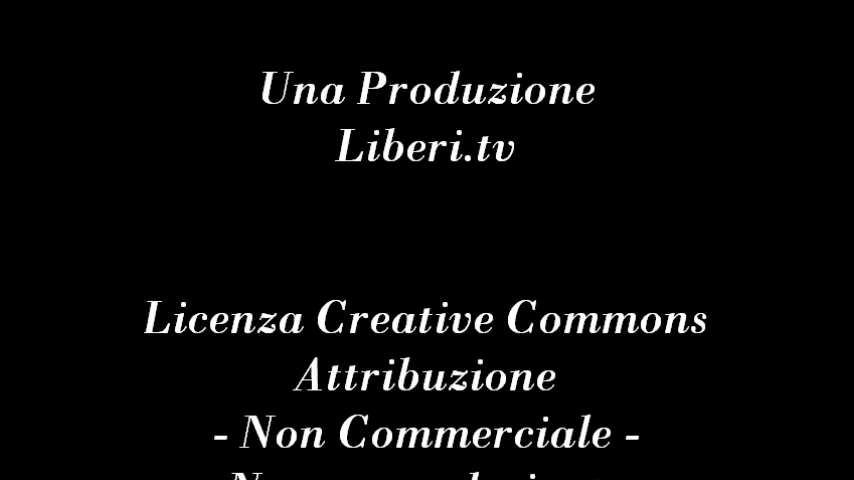 Una Produzione
Liberi.tv
Licenza Creative Commons
Attribuzione
- Non Commerciale -